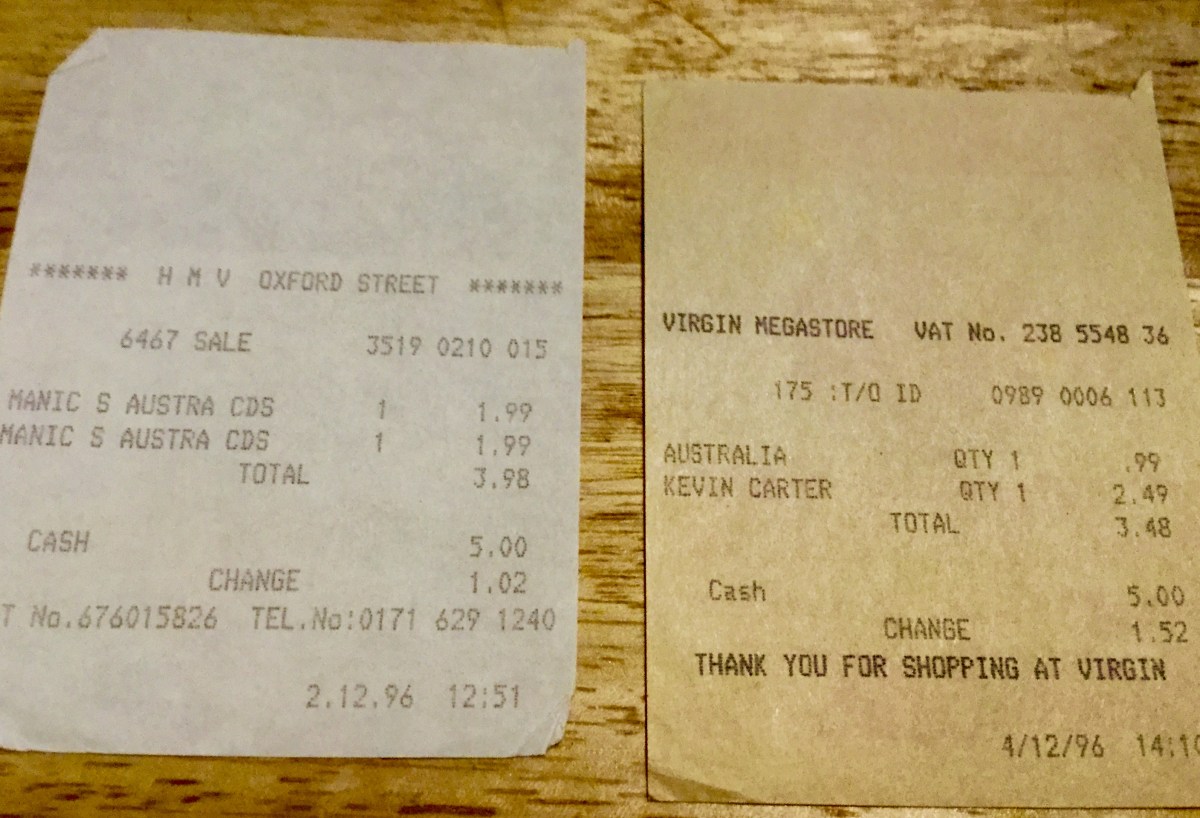 ******* H M V OXFORD STREET *******
6467 SALE 3519 0210 015
MANIC S AUSTRA CDS 1 1.99
MANIC S AUSTRA CDS 1 1.99
TOTAL 3.98
CASH 5.00
CHANGE 1.02
T No.676015826 TEL.No:0171 629 1240
2.12.96 12:51
VIRGIN MEGASTORE VAT No. 238 5548 36
175 :T/O ID 0989 0006 113
AUSTRALIA QTY 1 .99
KEVIN CARTER QTY 1 2.49
TOTAL 3.48
Cash 5.00
CHANGE 1.52
THANK YOU FOR SHOPPING AT VIRGIN
4/12/96 14:10